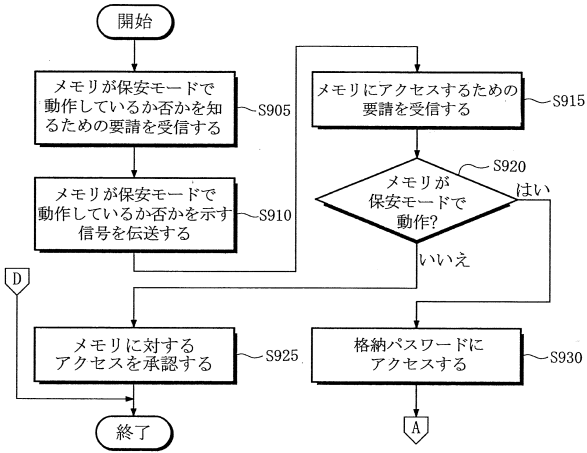 開始
メモリが保安モードで
動作しているか否かを知
るための要請を受信する
S905
メモリが保安モードで
動作しているか否かを示す
信号を伝送する
S910
メモリにアクセスするための
要請を受信する
S915
メモリが
保安モードで
動作?
S920
はい
いいえ
D
メモリに対する
アクセスを承認する
S925
格納パスワードに
アクセスする
S930
終了
A